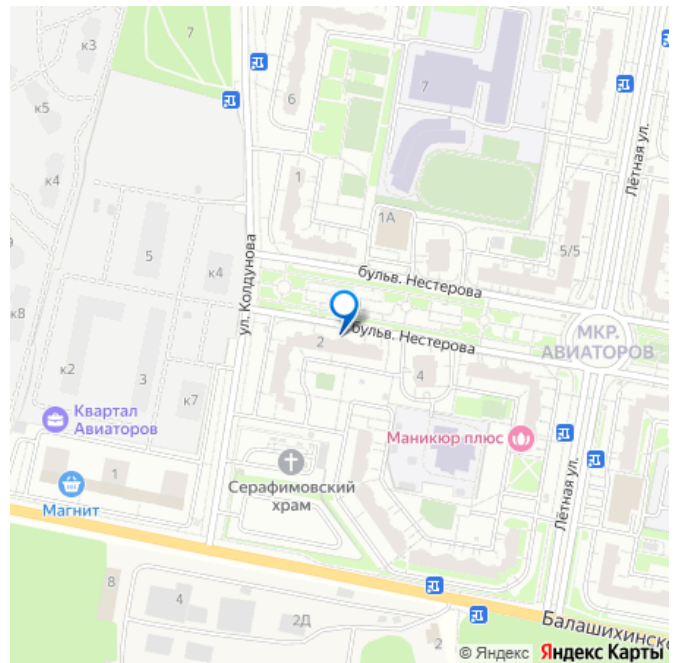 к3
7
к5
6
7
к4
Лётная ул.
1
1А
5
к4
5/5
ул. Колдунова
бульв. Нестерова
к8
2
бульв. Нестерова
МКР.
АВИАТОРОВ
к2
3
4
к7
Квартал
Авиаторов
Маникюр плюс
1
Магнит
Серафимовский
храм
Лётная ул.
8
4
2Д
2
Балашихинско
© Яндекс Яндекс Карты